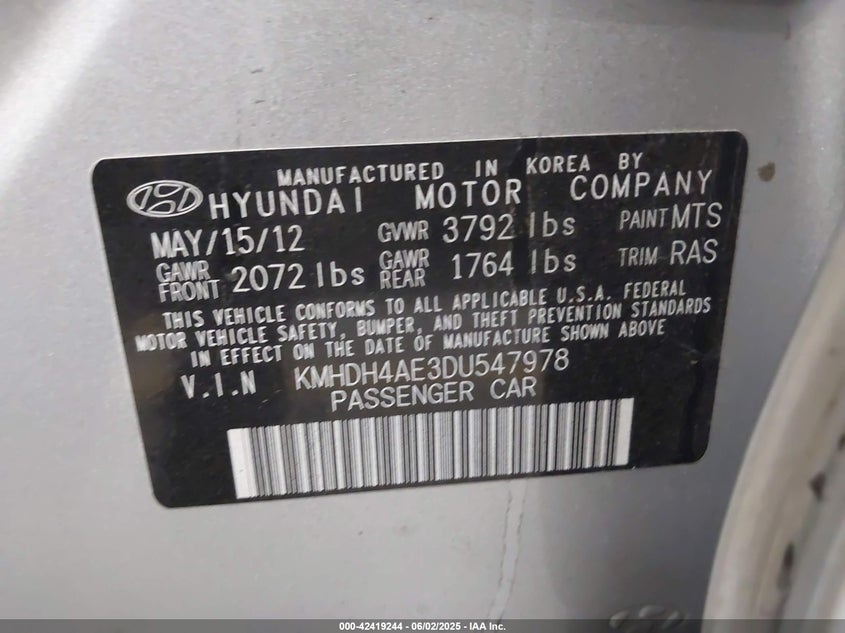 MANUFACTURED IN KOREA BY
HYUNDAI MOTOR COMPANY
MAY/15/12 GVWR 3792 lbs PAINT MTS
GAWR FRONT 2072 lbs GAWR REAR 1764 lbs TRIM RAS
THIS VEHICLE CONFORMS TO ALL APPLICABLE U.S.A. FEDERAL
MOTOR VEHICLE SAFETY, BUMPER, AND THEFT PREVENTION STANDARDS
IN EFFECT ON THE DATE OF MANUFACTURE SHOWN ABOVE
V.I.N KMHDH4AE3DU547978
PASSENGER CAR
000-42419244 - 06/02/2025 - © IAA, Inc.